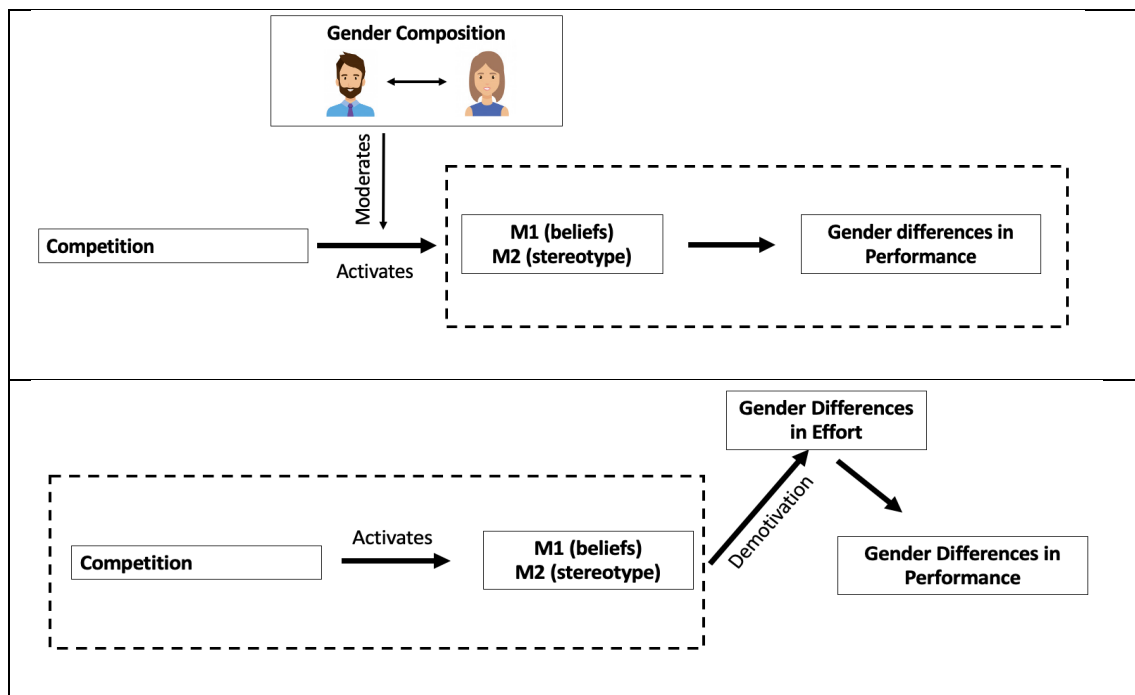 Gender Composition
Moderates
Competition
Activates
M1 (beliefs)
M2 (stereotype)
Gender differences in
Performance
Gender Differences
in Effort
Demotivation
Activates
Competition
M1 (beliefs)
M2 (stereotype)
Gender Differences in
Performance